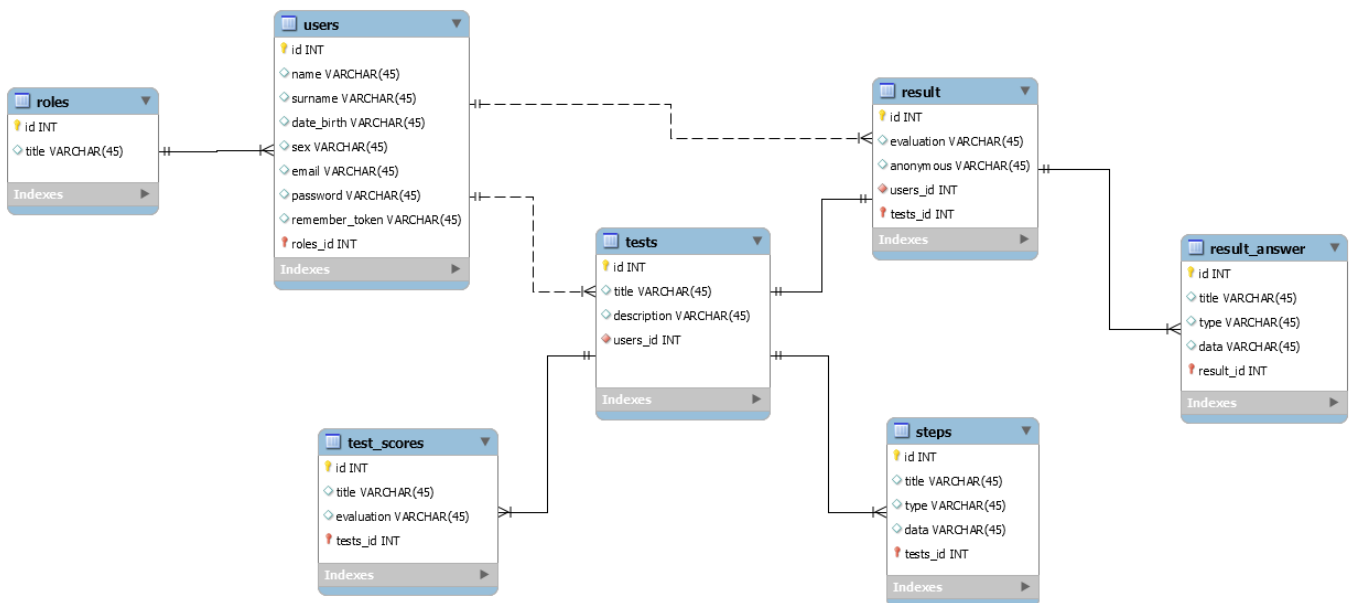 roles
id INT
title VARCHAR(45)
Indexes
users
id INT
name VARCHAR(45)
surname VARCHAR(45)
date_birth VARCHAR(45)
sex VARCHAR(45)
email VARCHAR(45)
password VARCHAR(45)
remember_token VARCHAR(45)
roles_id INT
Indexes
tests
id INT
title VARCHAR(45)
description VARCHAR(45)
users_id INT
Indexes
result
id INT
evaluation VARCHAR(45)
anonymous VARCHAR(45)
users_id INT
tests_id INT
Indexes
result_answer
id INT
title VARCHAR(45)
type VARCHAR(45)
data VARCHAR(45)
result_id INT
Indexes
test_scores
id INT
title VARCHAR(45)
evaluation VARCHAR(45)
tests_id INT
Indexes
steps
id INT
title VARCHAR(45)
type VARCHAR(45)
data VARCHAR(45)
tests_id INT
Indexes